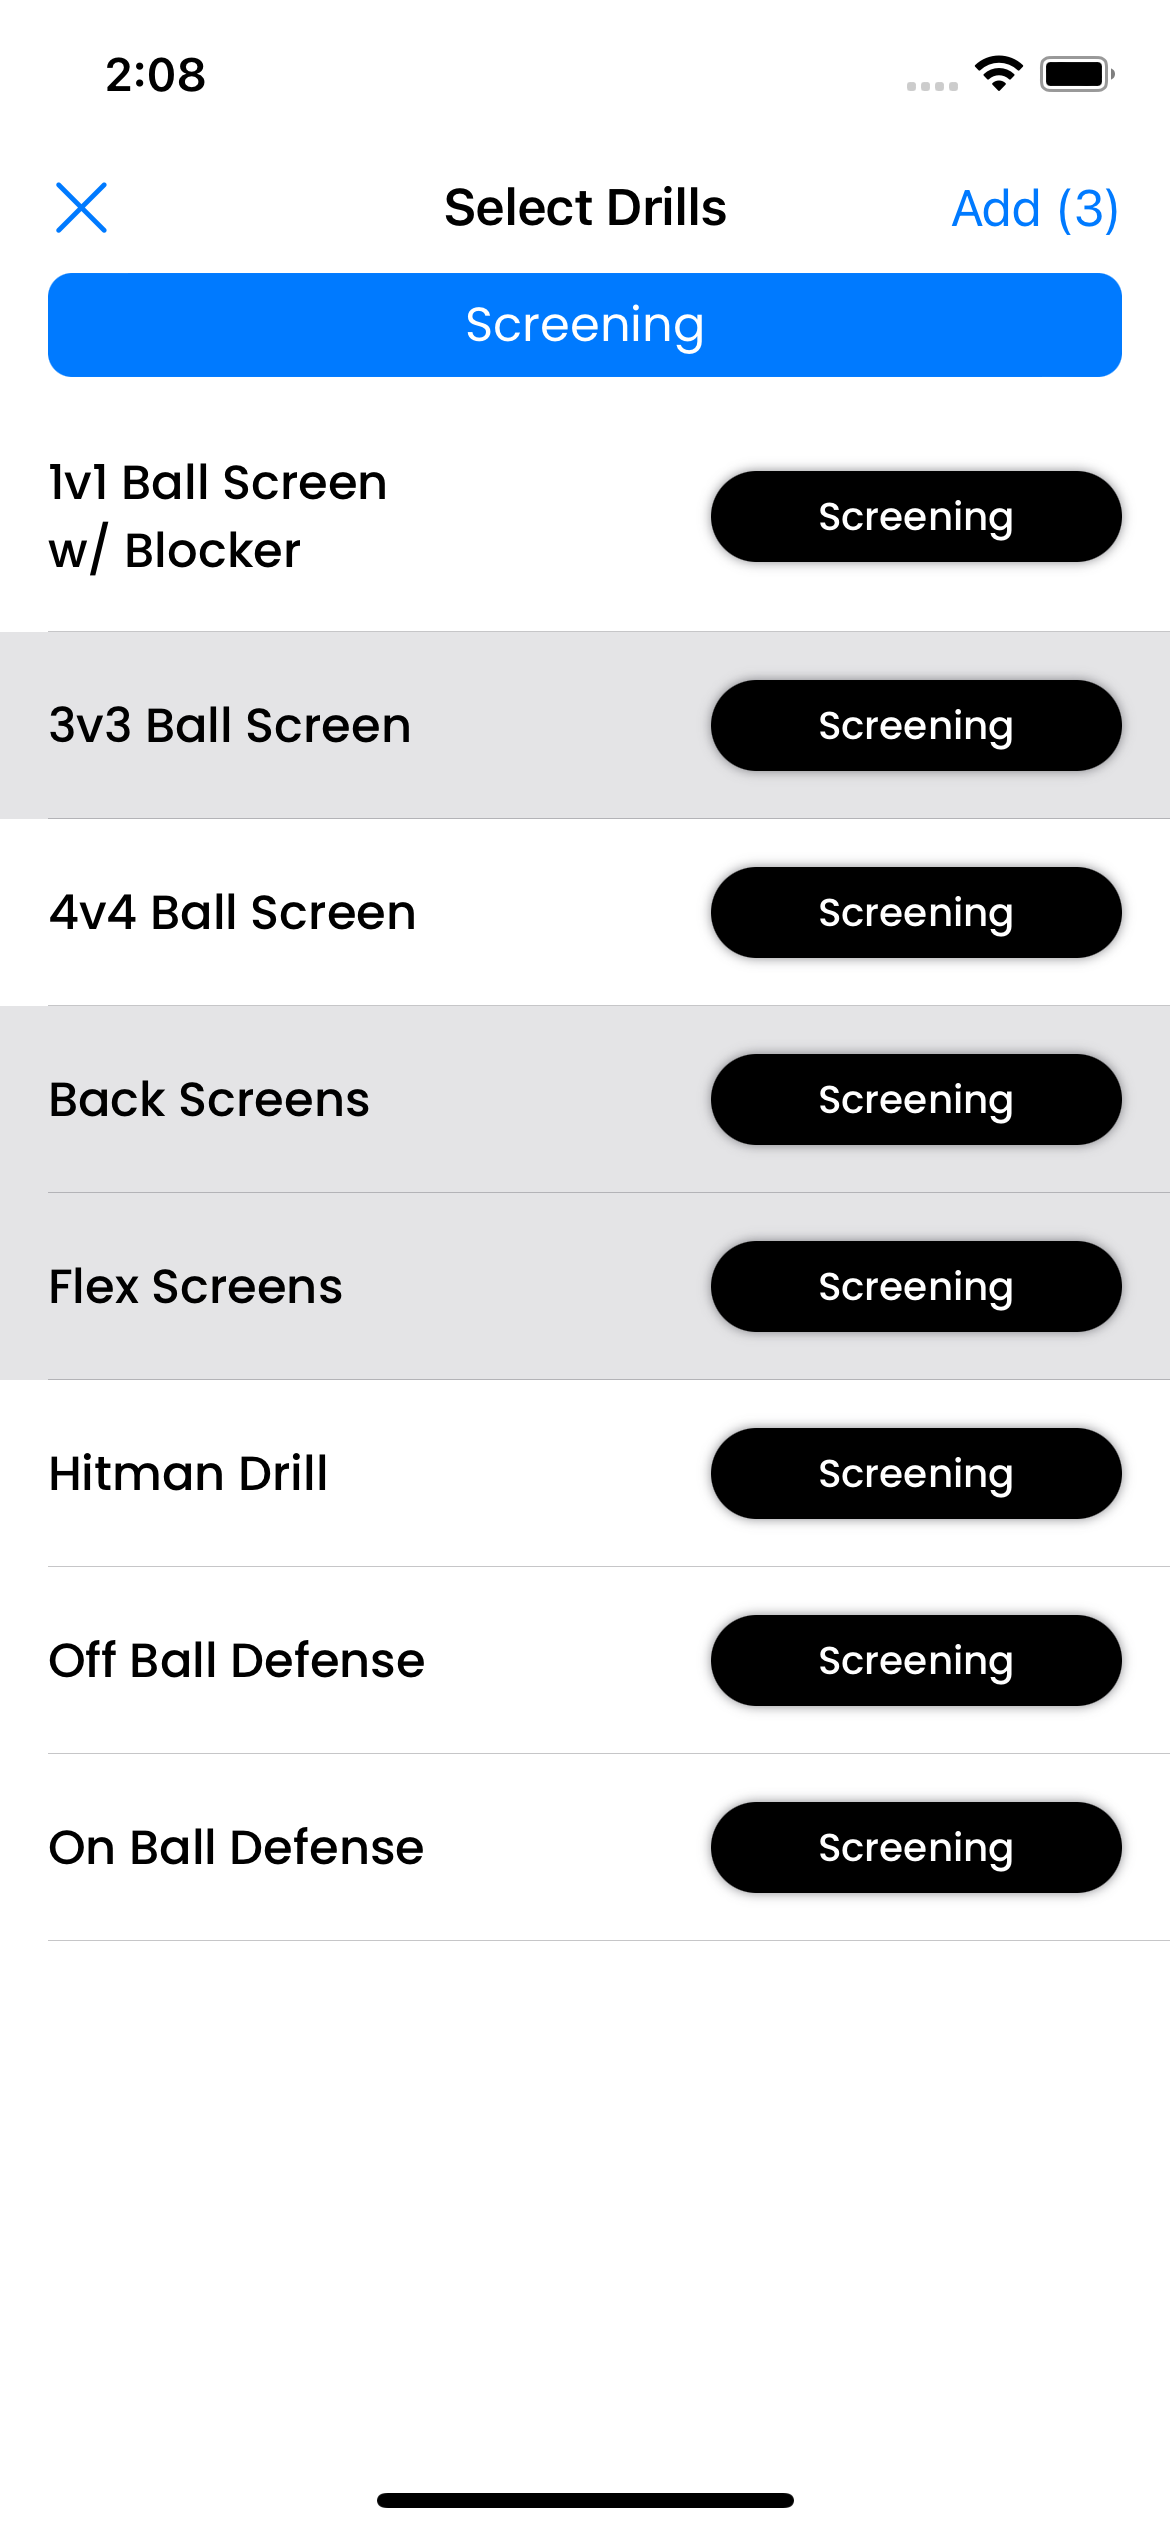 2:08
Select Drills
Add (3)
Screening
1v1 Ball Screen
w/ Blocker
Screening
3v3 Ball Screen
Screening
4v4 Ball Screen
Screening
Back Screens
Screening
Flex Screens
Screening
Hitman Drill
Screening
Off Ball Defense
Screening
On Ball Defense
Screening